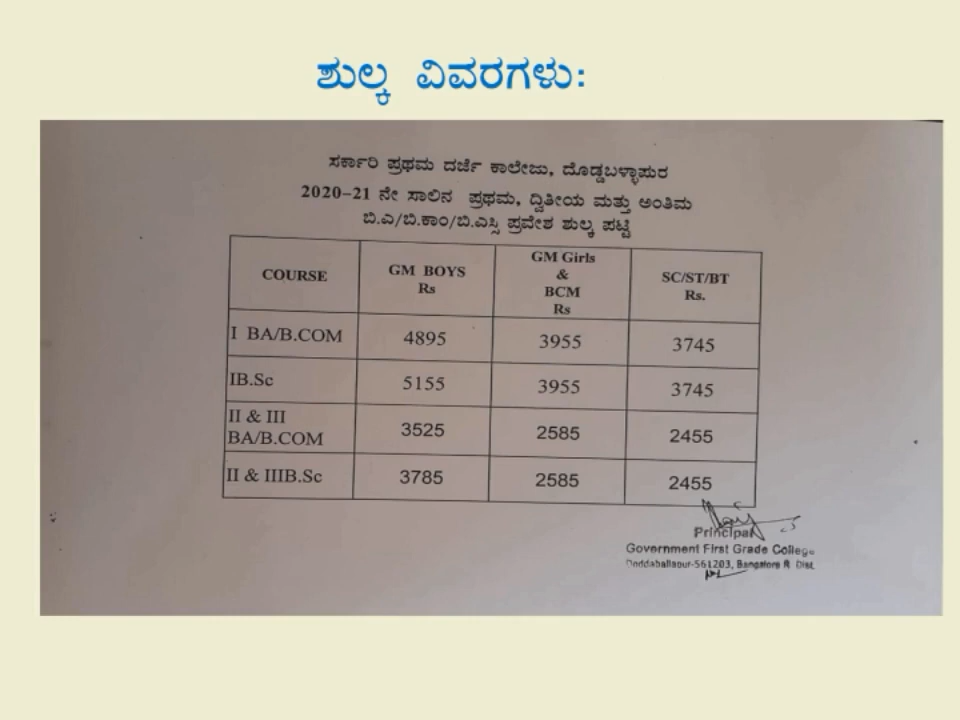 ಶುಲ್ಕ ವಿವರಗಳು:
ಸರ್ಕಾರಿ ಪ್ರಥಮ ದರ್ಜೆ ಕಾಲೇಜು, ದೊಡ್ಡಬಳ್ಳಾಪುರ
2020-21 ನೇ ಸಾಲಿನ ಪ್ರಥಮ, ದ್ವಿತೀಯ ಮತ್ತು ಅಂತಿಮ
ಬಿ.ಎ/ಬಿ.ಕಾಂ/ಬಿ.ಎಸ್ಸಿ ಪ್ರವೇಶ ಶುಲ್ಕ ಪಟ್ಟಿ
COURSE GM BOYS Rs GM Girls & BCM Rs SC/ST/BT Rs.
I BA/B.COM 4895 3955 3745
IB.Sc 5155 3955 3745
II & III BA/B.COM 3525 2585 2455
II & IIIB.Sc 3785 2585 2455
Principal
Government First Grade College
Doddaballapur-561203, Bangalore R Dist.